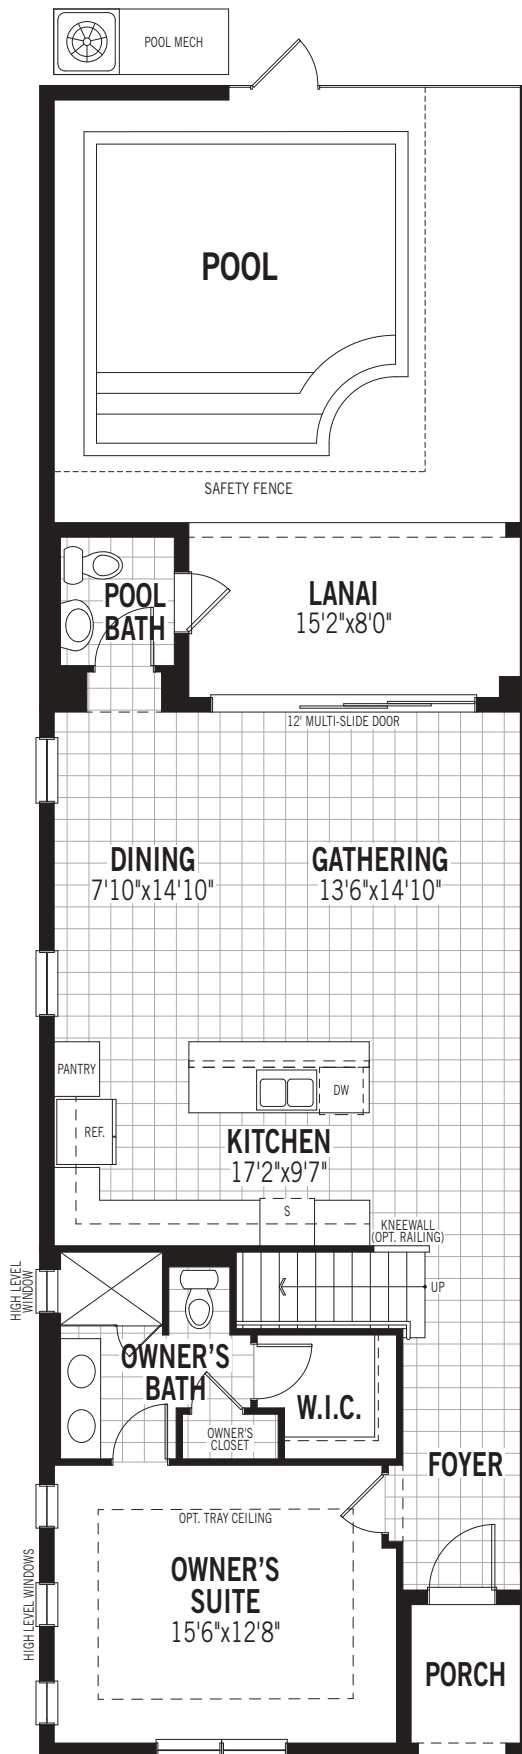 POOL MECH
POOL
SAFETY FENCE
POOL
BATH
LANAI
15'2"x8'0"
12' MULTI-SLIDE DOOR
DINING
7'10"x14'10"
GATHERING
13'6"x14'10"
PANTRY
REF.
DW
KITCHEN
17'2"x9'7"
S
KNEEWALL
(OPT. RAILING)
HIGH LEVEL
WINDOW
UP
OWNER'S
BATH
W.I.C.
OWNER'S
CLOSET
FOYER
OPT. TRAY CEILING
OWNER'S
SUITE
15'6"x12'8"
HIGH LEVEL WINDOWS
PORCH